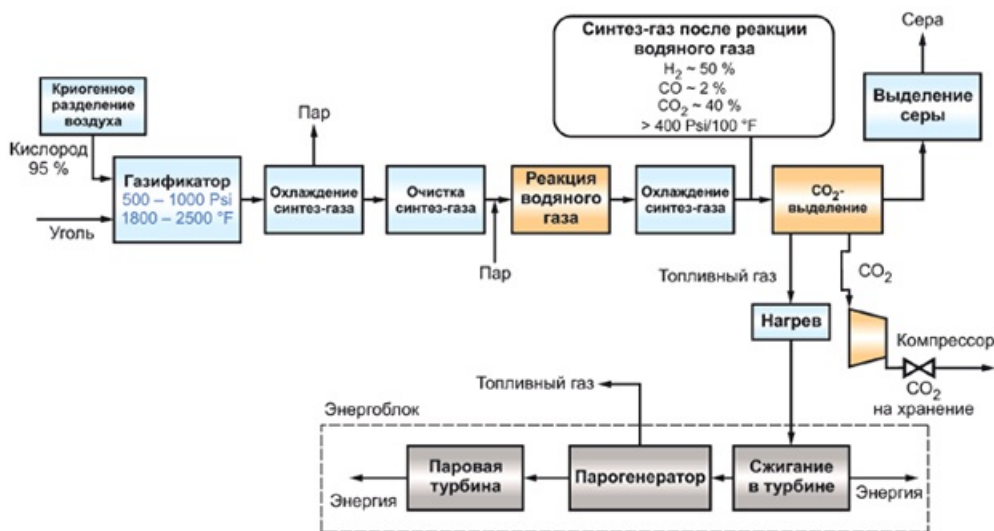 Синтез-газ после реакции
водяного газа
H₂ ~ 50 %
CO ~ 2 %
CO₂ ~ 40 %
> 400 Psi/100 °F
Сера
Выделение
серы
Криогенное
разделение
воздуха
Кислород
95 %
Пар
Газификатор
500 – 1000 Psi
1800 – 2500 °F
Уголь
Охлаждение
синтез-газа
Очистка
синтез-газа
Пар
Реакция
водяного
газа
Охлаждение
синтез-газа
CO₂-
выделение
Топливный газ
CO₂
Нагрев
Компрессор
CO₂
на хранение
Топливный газ
Энергоблок
Энергия
Паровая
турбина
Парогенератор
Сжигание
в турбине
Энергия